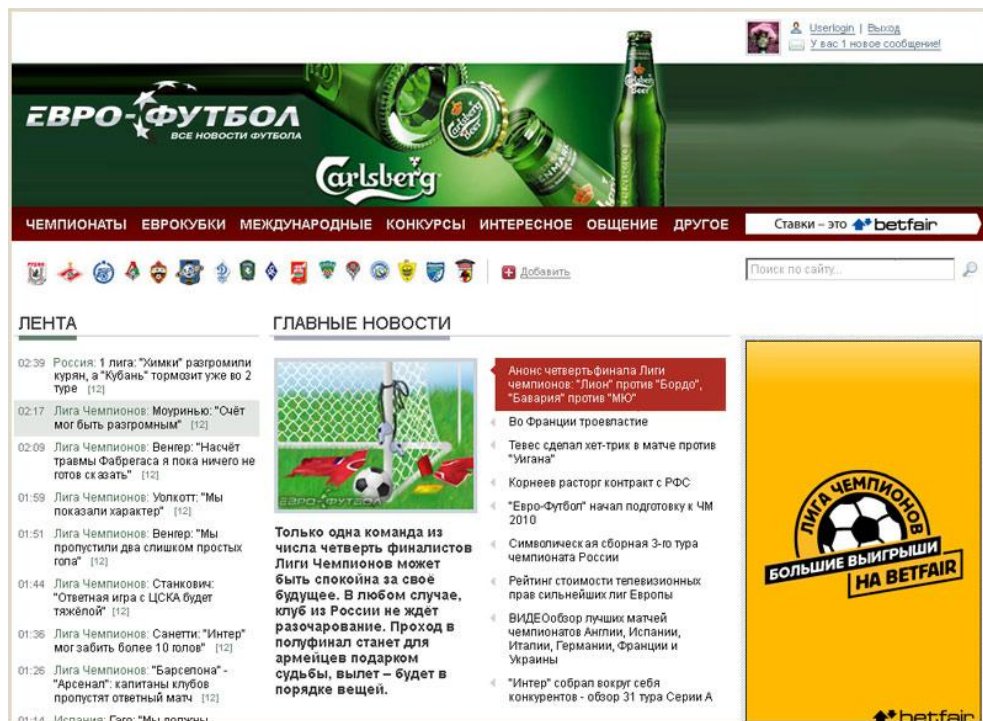 Userlogin | Выход
У вас 1 новое сообщение!
ЕВРО-ФУТБОЛ
ВСЕ НОВОСТИ ФУТБОЛА
Carlsberg
ЧЕМПИОНАТЫ ЕВРОКУБКИ МЕЖДУНАРОДНЫЕ КОНКУРСЫ ИНТЕРЕСНОЕ ОБЩЕНИЕ ДРУГОЕ
Ставки – это betfair
Добавить
Поиск по сайту...
ЛЕНТА
02:39 Россия: 1 лига: "Химки" разгромили
курян, а "Кубань" тормозит уже во 2
туре [12]
02:17 Лига Чемпионов: Моуринью: "Счёт
мог быть разгромным" [12]
02:09 Лига Чемпионов: Венгер: "Насчёт
травмы Фабрегаса я пока ничего не
готов сказать" [12]
01:59 Лига Чемпионов: Уолкотт: "Мы
показали характер" [12]
01:51 Лига Чемпионов: Венгер: "Мы
пропустили два слишком простых
гола" [12]
01:44 Лига Чемпионов: Станкович:
"Ответная игра с ЦСКА будет
тяжёлой" [12]
01:36 Лига Чемпионов: Санетти: "Интер"
мог забить более 10 голов" [12]
01:26 Лига Чемпионов: "Барселона" -
"Арсенал": капитаны клубов
пропустят ответный матч [12]
01:14 Испания: Гаго: "Мы должны
ГЛАВНЫЕ НОВОСТИ
ЕВРО-ФУТБОЛ
Только одна команда из
числа четверть финалистов
Лиги Чемпионов может
быть спокойна за своё
будущее. В любом случае,
клуб из России не ждёт
разочарование. Проход в
полуфинал станет для
армейцев подарком
судьбы, вылет – будет в
порядке вещей.
Анонс четвертьфинала Лиги
чемпионов: "Лион" против "Бордо",
"Бавария" против "МЮ"
Во Франции троевластие
Тевес сделал хет-трик в матче против
"Уигана"
Корнеев расторг контракт с РФС
"Евро-Футбол" начал подготовку к ЧМ
2010
Символическая сборная 3-го тура
чемпионата России
Рейтинг стоимости телевизионных
прав сильнейших лиг Европы
ВИДЕОобзор лучших матчей
чемпионатов Англии, Испании,
Италии, Германии, Франции и
Украины
"Интер" собрал вокруг себя
конкурентов - обзор 31 тура Серии А
ЛИГА ЧЕМПИОНОВ
БОЛЬШИЕ ВЫИГРЫШИ
НА BETFAIR
betfair